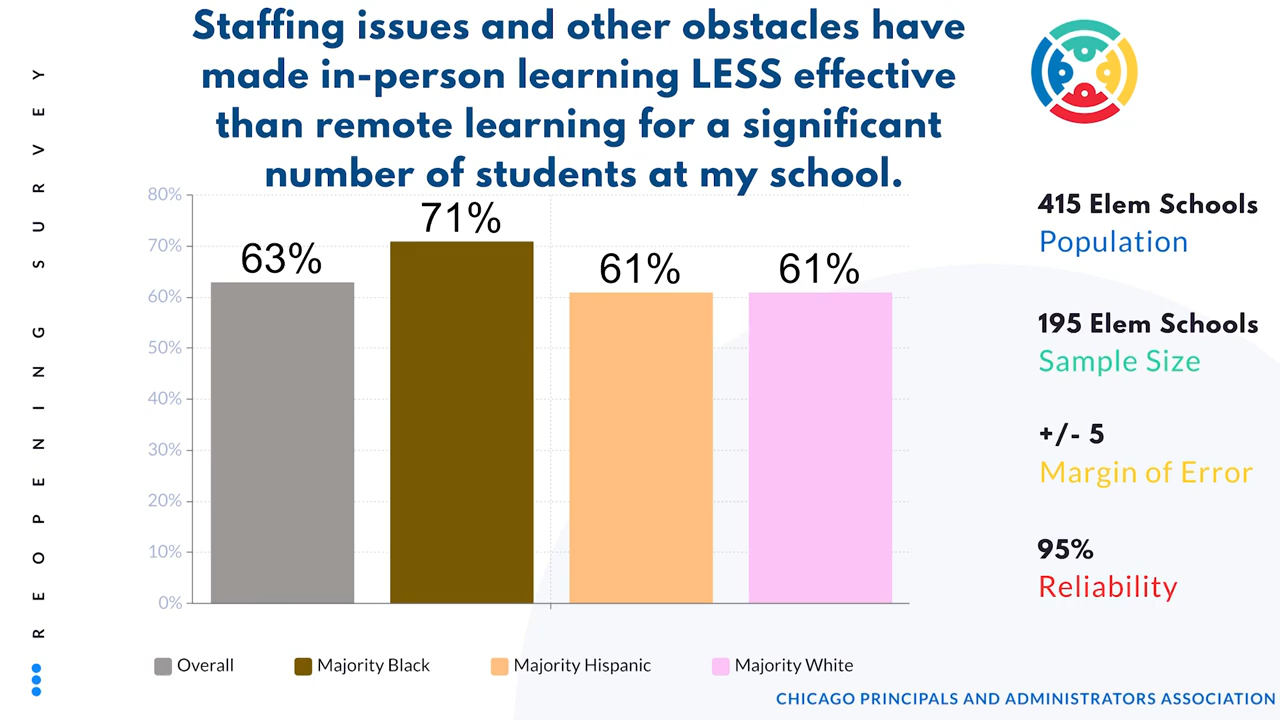 Staffing issues and other obstacles have
made in-person learning LESS effective
than remote learning for a significant
number of students at my school.
REOPENING SURVEY
80%
70%
60%
50%
40%
30%
20%
10%
0%
63%
71%
61%
61%
Overall
Majority Black
Majority Hispanic
Majority White
415 Elem Schools
Population
195 Elem Schools
Sample Size
+/- 5
Margin of Error
95%
Reliability
CHICAGO PRINCIPALS AND ADMINISTRATORS ASSOCIATION